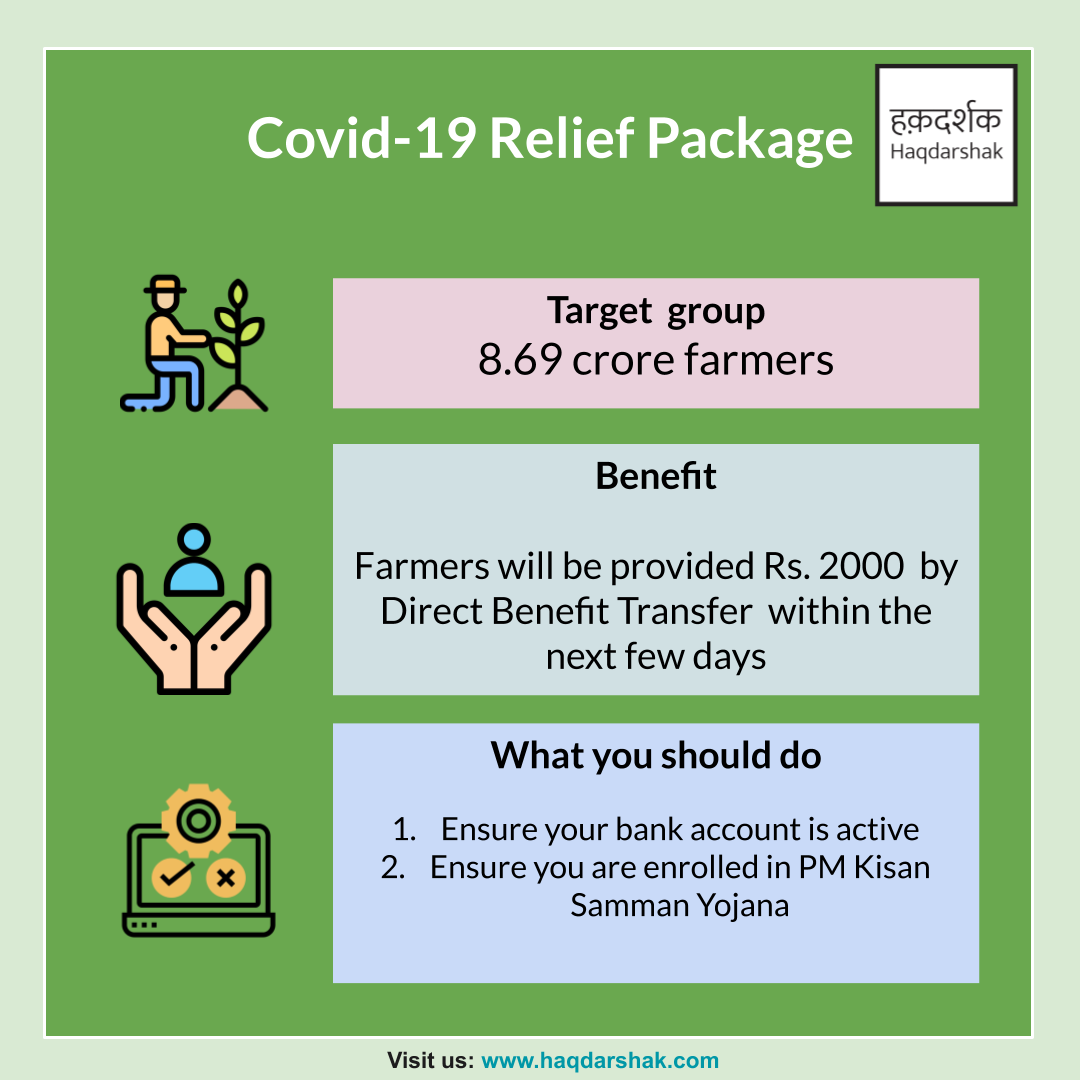 Covid-19 Relief Package
हक़दर्शक
Haqdarshak
Target group
8.69 crore farmers
Benefit
Farmers will be provided Rs. 2000 by
Direct Benefit Transfer within the
next few days
What you should do
1. Ensure your bank account is active
2. Ensure you are enrolled in PM Kisan
Samman Yojana
Visit us: www.haqdarshak.com